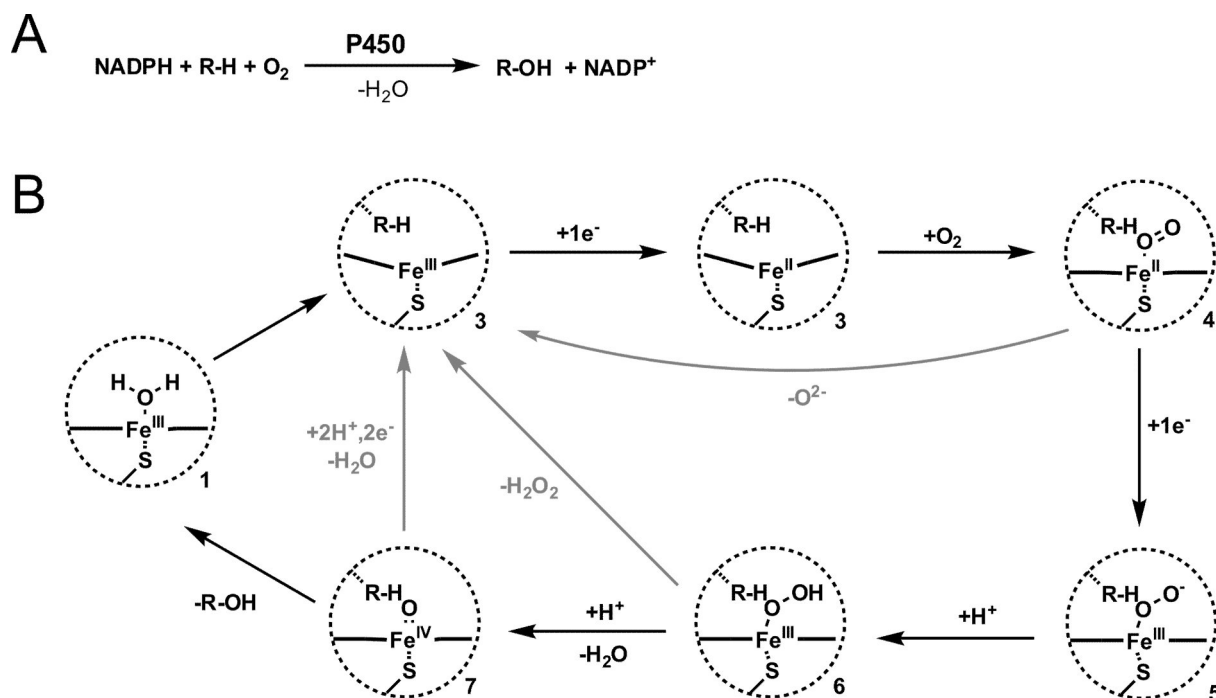 A
P450
NADPH + R-H + O₂ R-OH + NADP⁺
-H₂O
B
R-H
Feᴵᴵᴵ
S
3
+1e⁻
R-H
Feᴵᴵ
S
3
+O₂
R-H
O O
Feᴵᴵ
S
4
-O²⁻
+1e⁻
H H
O
Feᴵᴵᴵ
S
1
+2H⁺,2e⁻
-H₂O
-H₂O₂
-R-OH
R-H
O
Feᴵⱽ
S
7
+H⁺
-H₂O
R-H
O OH
Feᴵᴵᴵ
S
6
+H⁺
R-H
O O⁻
Feᴵᴵᴵ
S